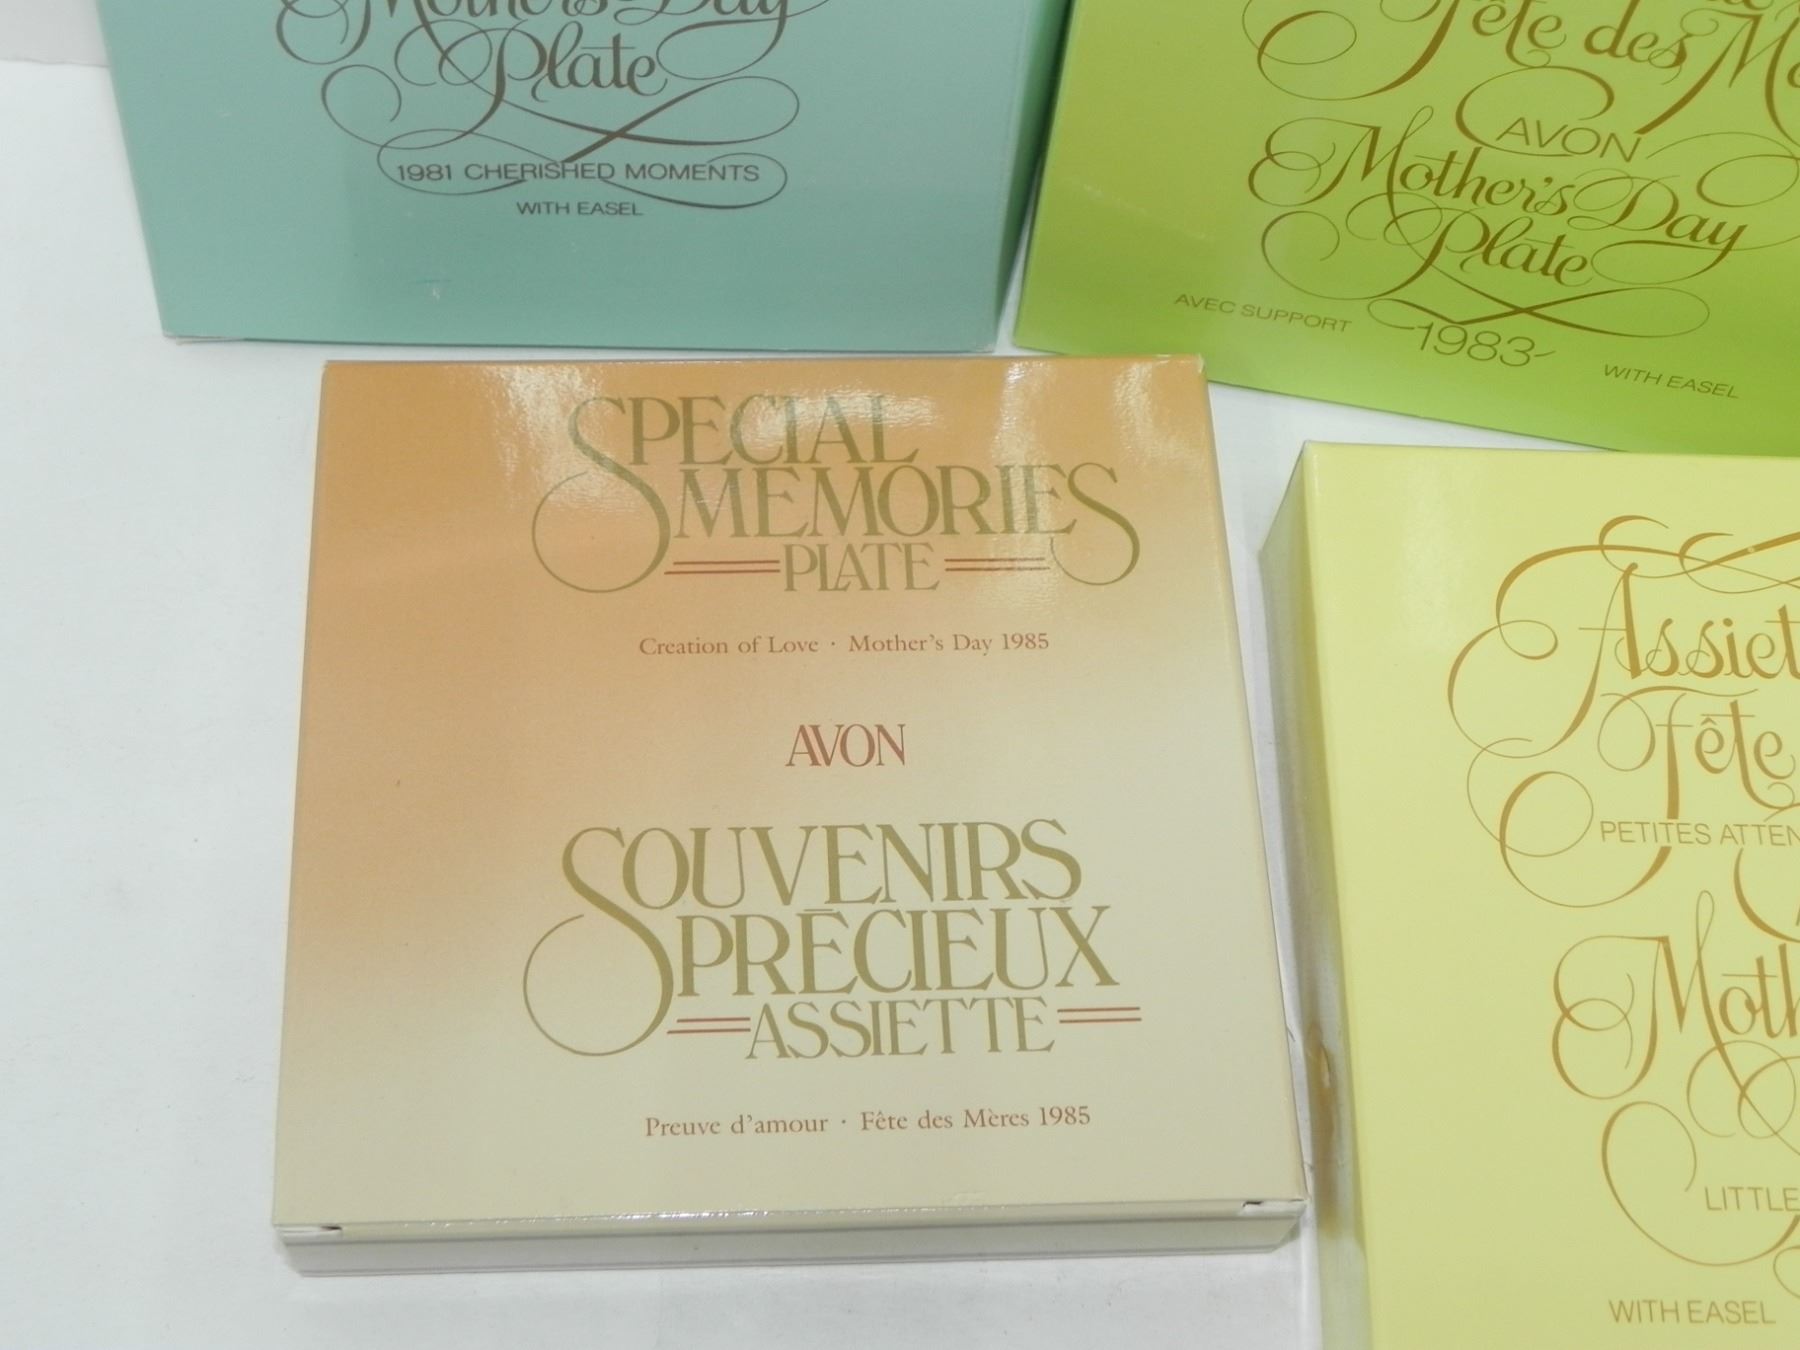 Mother's Day
Plate
1981 CHERISHED MOMENTS
WITH EASEL
Fête des
AVON
Mother's Day
Plate
AVEC SUPPORT
1983
WITH EASEL
SPECIAL
MEMORIES
PLATE
Creation of Love · Mother's Day 1985
AVON
SOUVENIRS
PRÉCIEUX
ASSIETTE
Preuve d'amour · Fête des Mères 1985
Fête
PETITES
LITTLE
WITH EASEL